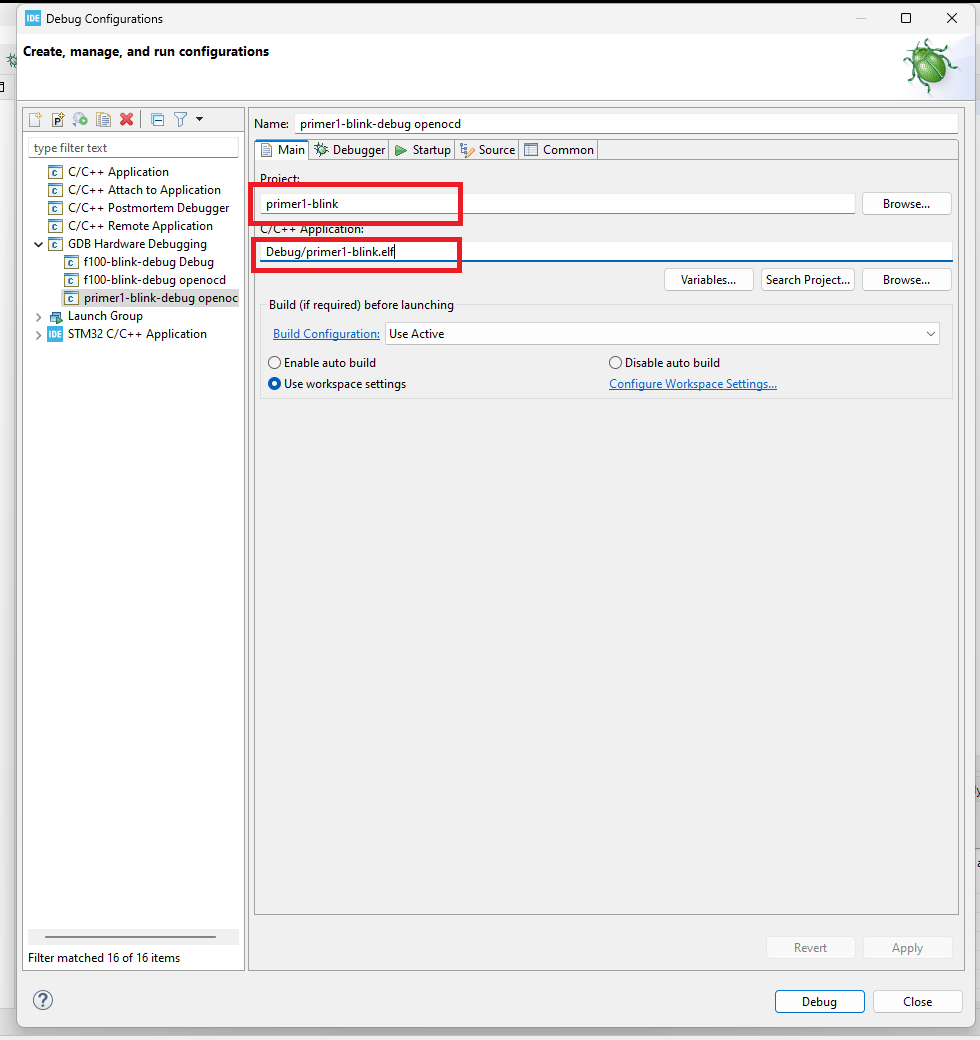 IDE Debug Configurations
Create, manage, and run configurations
type filter text
C/C++ Application
C/C++ Attach to Application
C/C++ Postmortem Debugger
C/C++ Remote Application
GDB Hardware Debugging
f100-blink-debug Debug
f100-blink-debug openocd
primer1-blink-debug openoc
Launch Group
IDE STM32 C/C++ Application
Filter matched 16 of 16 items
Name: primer1-blink-debug openocd
Main Debugger Startup Source Common
Project:
primer1-blink Browse...
C/C++ Application:
Debug/primer1-blink.elf
Variables... Search Project... Browse...
Build (if required) before launching
Build Configuration: Use Active
Enable auto build Disable auto build
Use workspace settings Configure Workspace Settings...
Revert Apply
? Debug Close